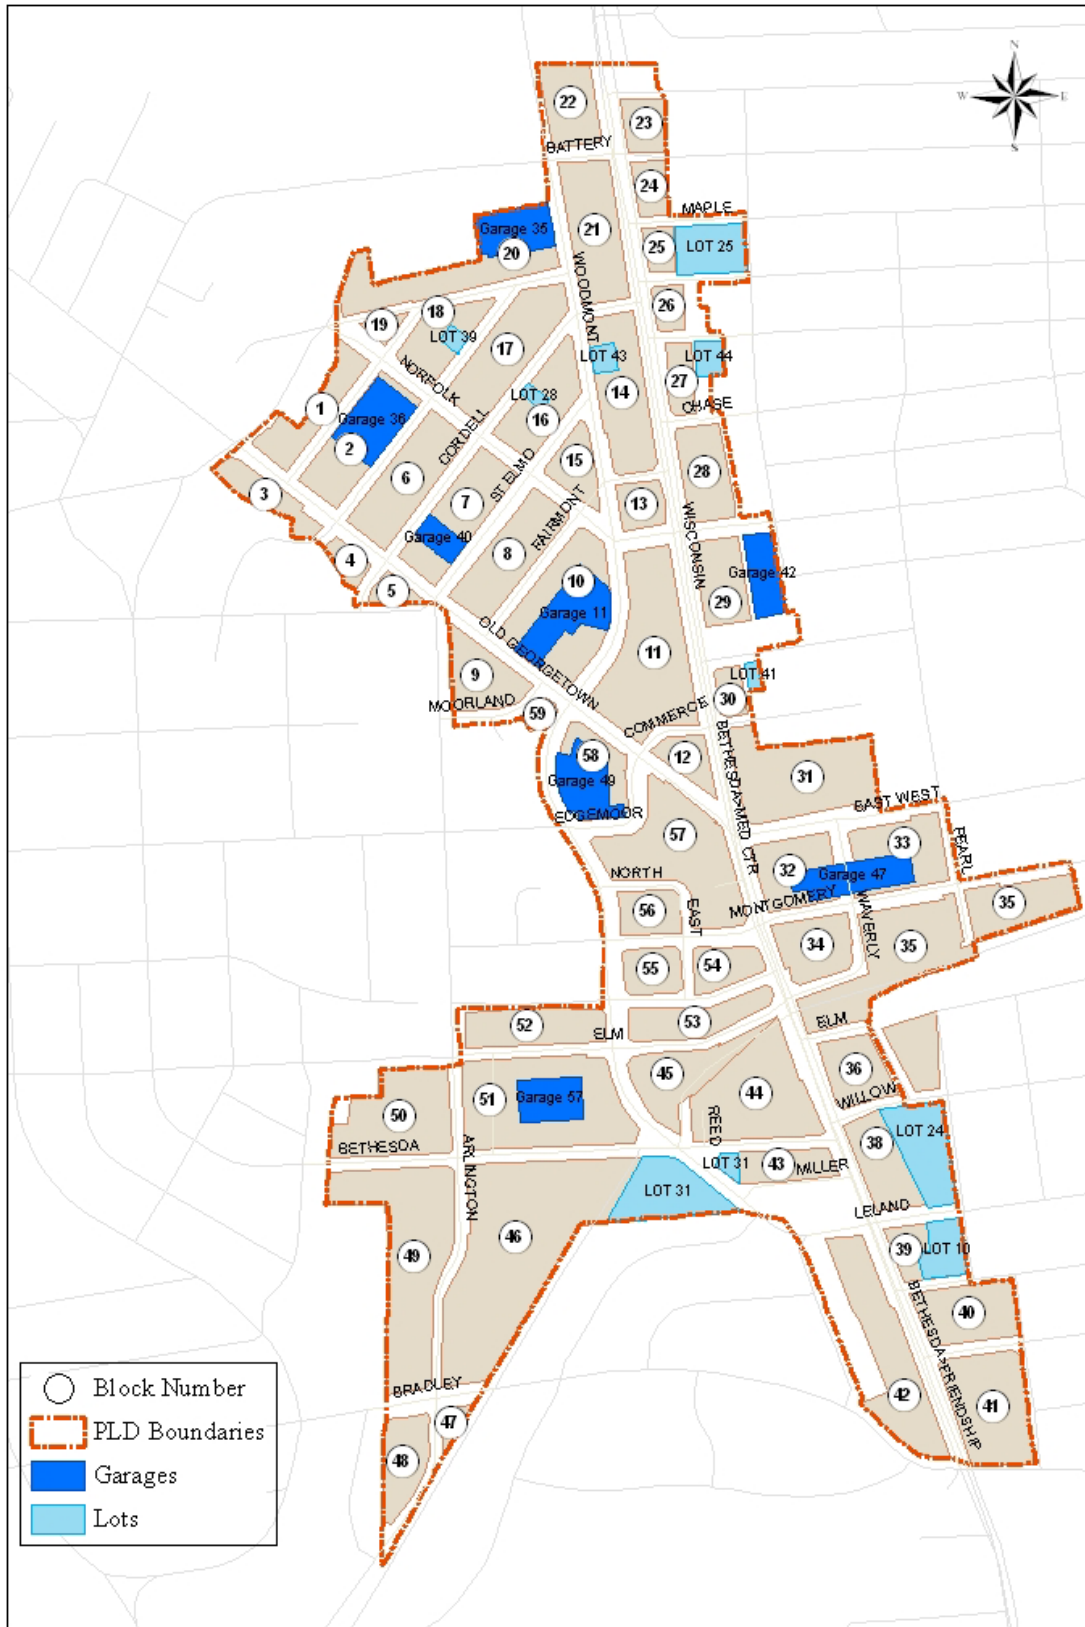 N
W E
S
22
23
BATTERY
24
MAPLE
Garage 35
21
25
LOT 25
20
WOODMONT
26
18
19
LOT 39
17
LOT 43
LOT 44
NORFOLK
14
27
LOT 28
CHASE
1
Garage 36
16
CORDELL
2
15
28
6
ST ELMO
3
7
13
FAIRMONT
WISCONSIN
Garage 40
8
4
Garage 42
5
10
29
Garage 11
OLD GEORGETOWN
11
9
LOT 41
MOORLAND
30
59
COMMERCE
58
12
BETHESDA>MED CTR
31
Garage 49
EAST WEST
EDGEMOOR
57
33
PEARL
NORTH
32
Garage 47
56
EAST
MONTGOMERY
WAVERLY
35
34
35
55
54
52
53
ELM
ELM
45
36
51
Garage 57
44
WILLOW
50
REED
LOT 24
BETHESDA
ARLINGTON
38
LOT 31
43
MILLER
LOT 31
LELAND
46
49
39
LOT 10
BETHESDA>FRIENDSHIP
40
BRADLEY
42
41
47
48
Block Number
PLD Boundaries
Garages
Lots